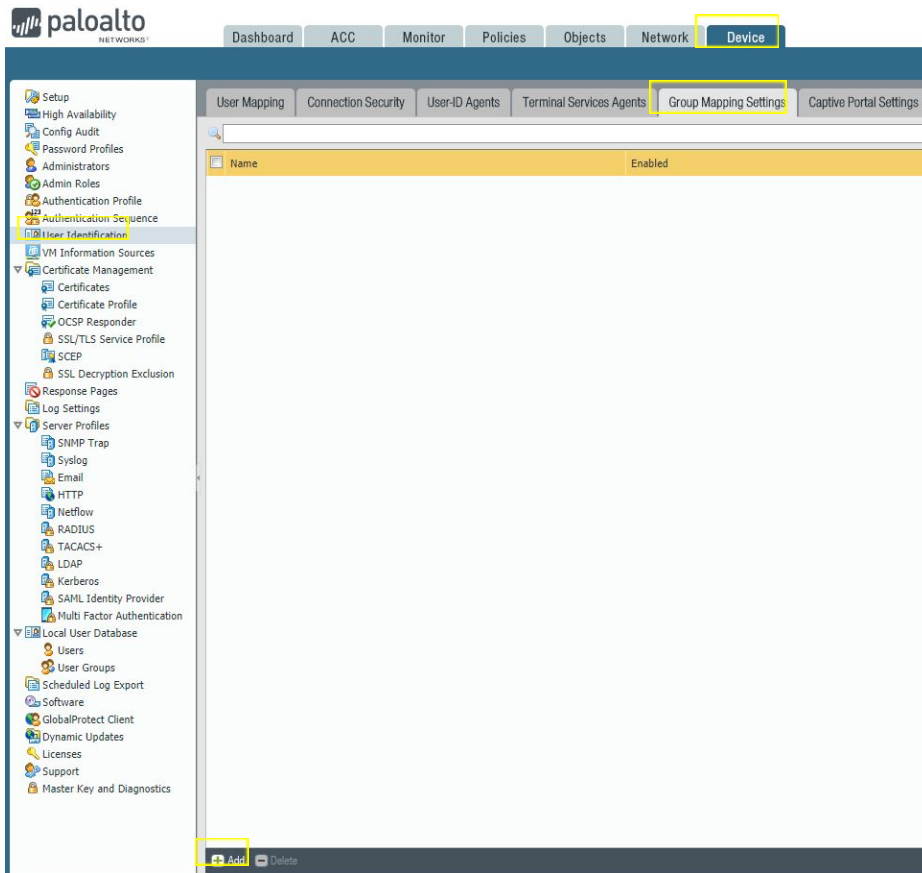 paloalto
NETWORKS®
Dashboard ACC Monitor Policies Objects Network Device
Setup
High Availability
Config Audit
Password Profiles
Administrators
Admin Roles
Authentication Profile
Authentication Sequence
User Identification
VM Information Sources
Certificate Management
Certificates
Certificate Profile
OCSP Responder
SSL/TLS Service Profile
SCEP
SSL Decryption Exclusion
Response Pages
Log Settings
Server Profiles
SNMP Trap
Syslog
Email
HTTP
Netflow
RADIUS
TACACS+
LDAP
Kerberos
SAML Identity Provider
Multi Factor Authentication
Local User Database
Users
User Groups
Scheduled Log Export
Software
GlobalProtect Client
Dynamic Updates
Licenses
Support
Master Key and Diagnostics
User Mapping Connection Security User-ID Agents Terminal Services Agents Group Mapping Settings Captive Portal Settings
Name Enabled
Add Delete